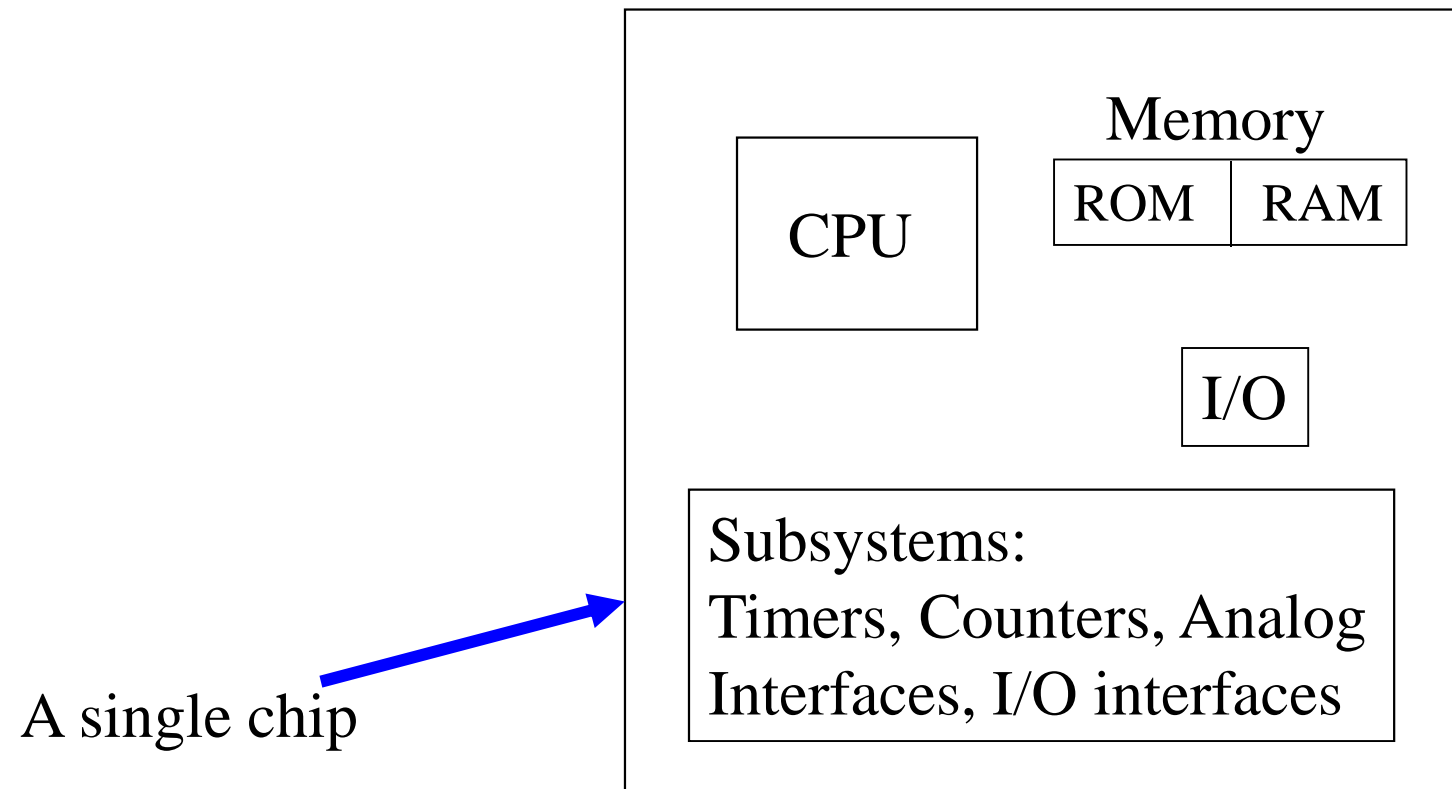 Memory
ROM RAM
CPU
I/O
Subsystems:
Timers, Counters, Analog
Interfaces, I/O interfaces
A single chip